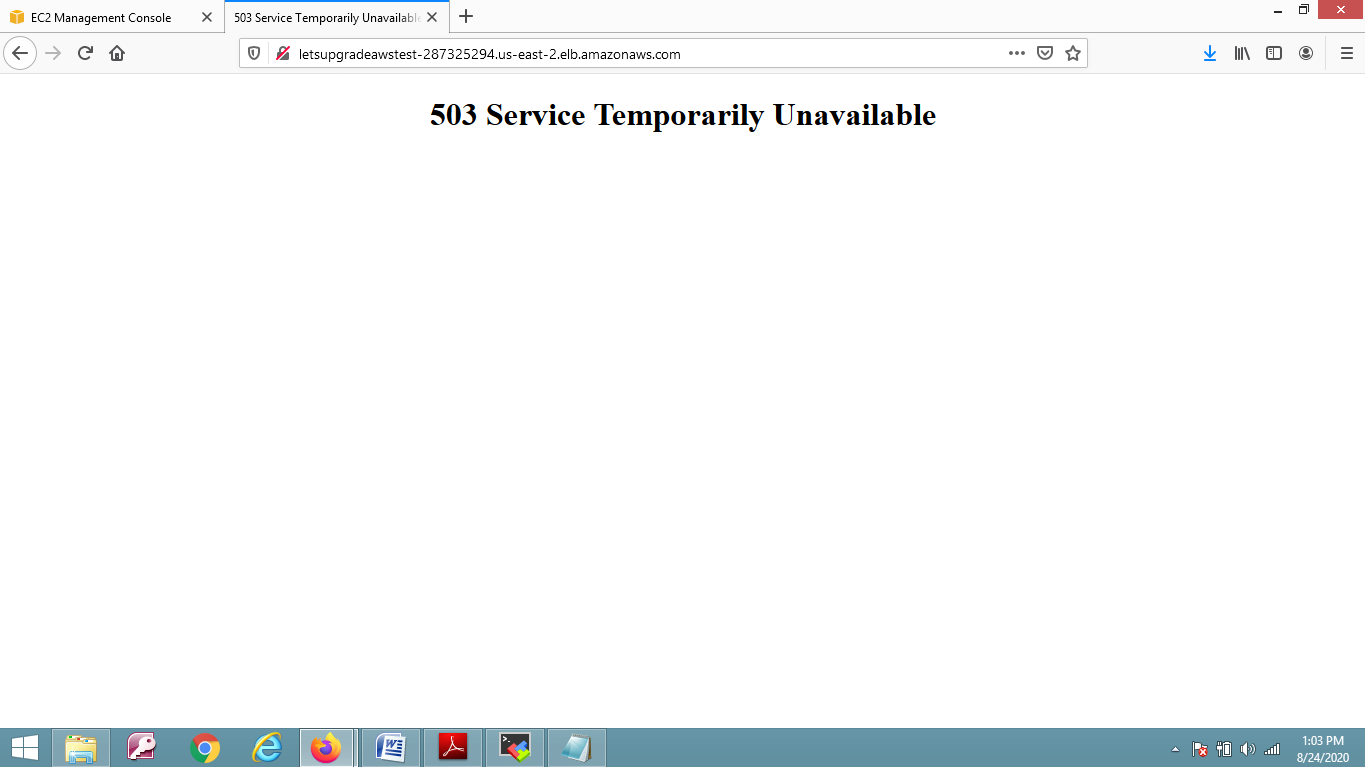 EC2 Management Console
503 Service Temporarily Unavailable
letsupgradeawstest-287325294.us-east-2.elb.amazonaws.com
503 Service Temporarily Unavailable
1:03 PM
8/24/2020